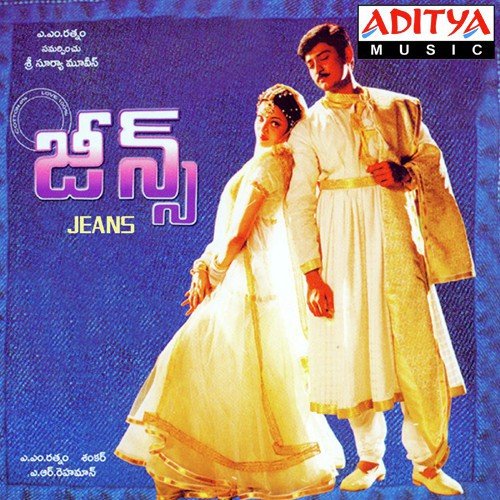 ADITYA
MUSIC
ఎ.ఎం.రత్నం
సమర్పించు
శ్రీ సూర్యా మూవీస్
జీన్స్
JEANS
ఎ.ఎం.రత్నం శంకర్
ఎ.ఆర్.రెహమాన్